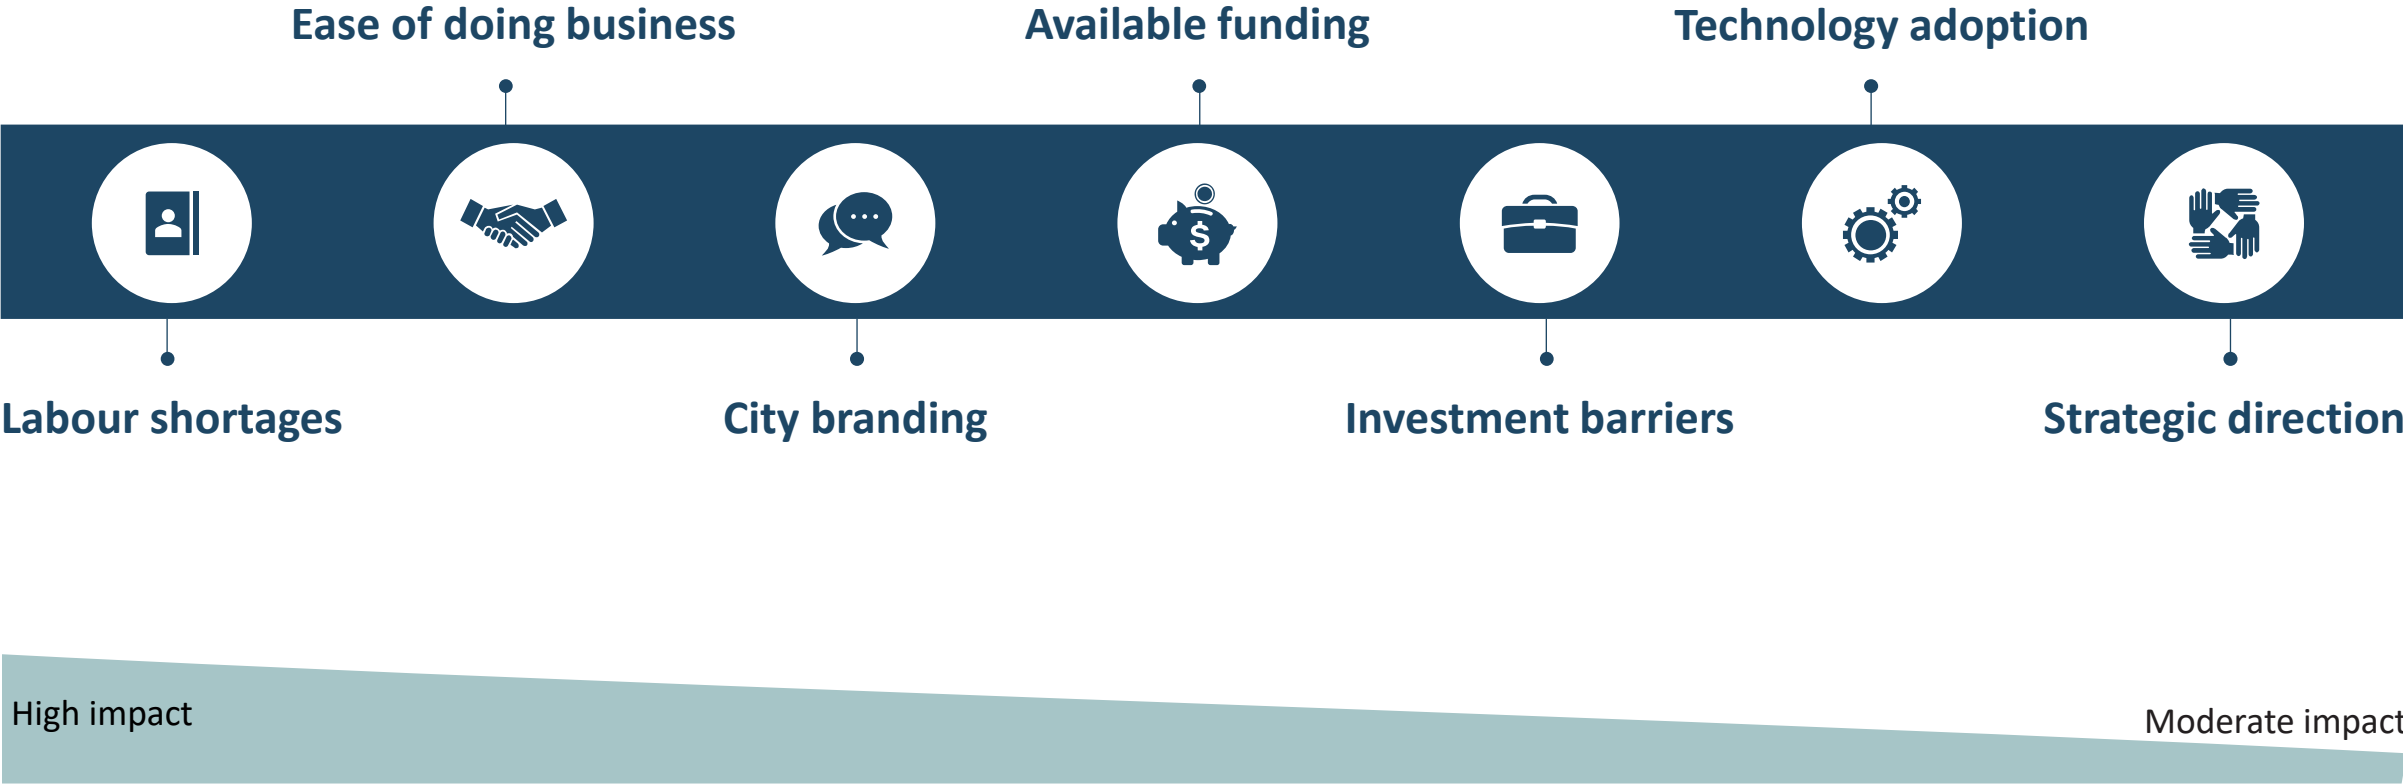 Ease of doing business
Available funding
Technology adoption
$
Labour shortages
City branding
Investment barriers
Strategic direction
High impact
Moderate impact